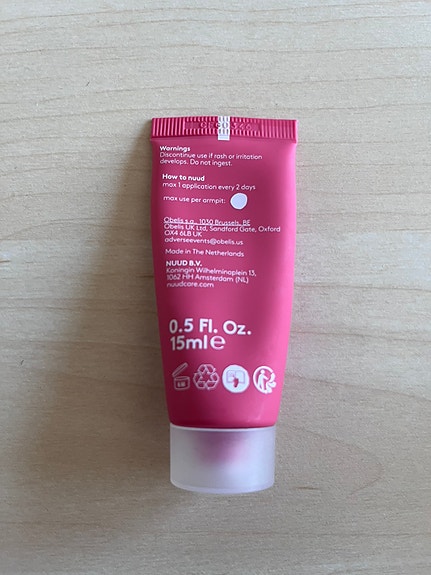 Warnings
Discontinue use if rash or irritation
develops. Do not ingest.
How to nuud
max 1 application every 2 days
max use per armpit:
Obelis s.a., 1030 Brussels, BE
Obelis UK Ltd, Sandford Gate, Oxford
OX4 6LB UK
adverseevents@obelis.us
Made in The Netherlands
NUUD B.V.
Koningin Wilhelminaplein 13,
1062 HH Amsterdam (NL)
nuudcare.com
0.5 Fl. Oz.
15ml℮